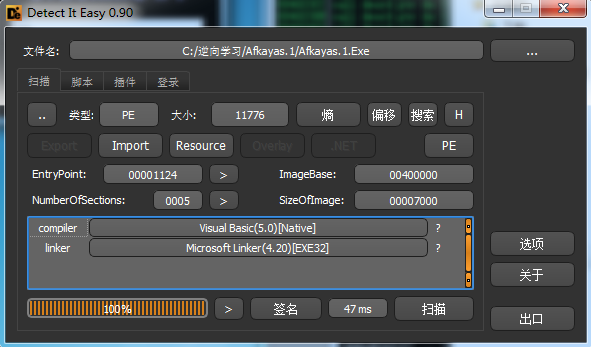 Detect It Easy 0.90
文件名: C:/逆向学习/Afkayas.1/Afkayas.1.Exe ...
扫描 脚本 插件 登录
.. 类型: PE 大小: 11776 熵 偏移 搜索 H
Export Import Resource Overlay .NET PE
EntryPoint: 00001124 > ImageBase: 00400000
NumberOfSections: 0005 > SizeOfImage: 00007000
compiler Visual Basic(5.0)[Native] ?
linker Microsoft Linker(4.20)[EXE32] ?
选项
关于
100% > 签名 47 ms 扫描
出口